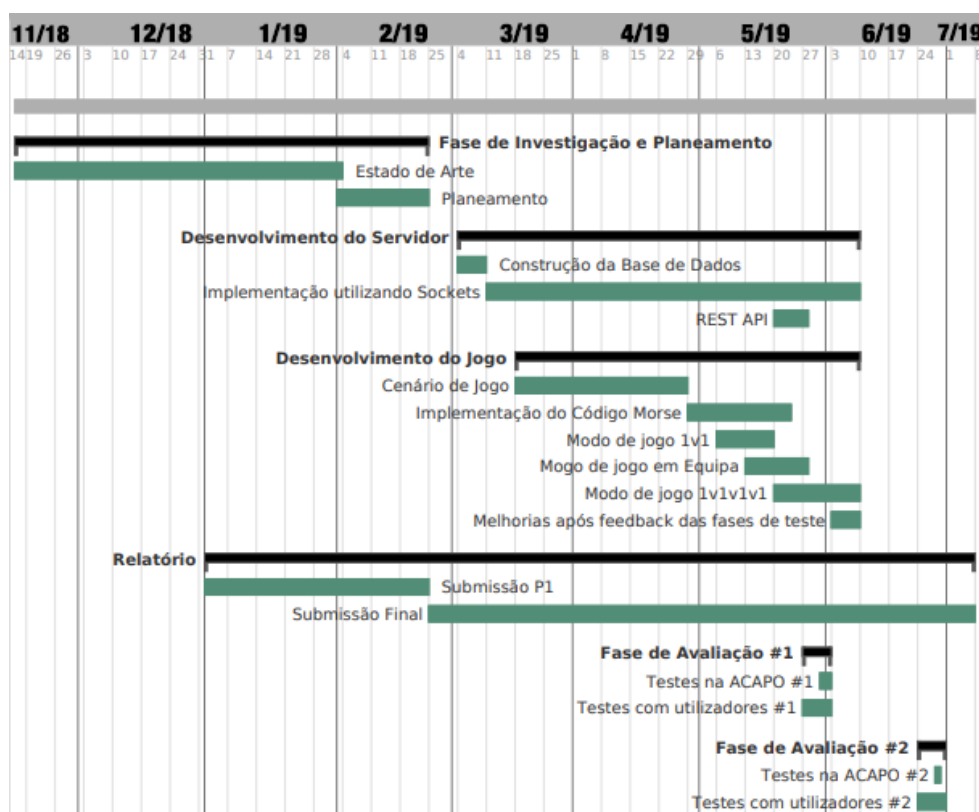 11/18 12/18 1/19 2/19 3/19 4/19 5/19 6/19 7/19
14 19 26 3 10 17 24 31 7 14 21 28 4 11 18 25 4 11 18 25 1 8 15 22 29 6 13 20 27 3 10 17 24 1 8
Fase de Investigação e Planeamento
Estado de Arte
Planeamento
Desenvolvimento do Servidor
Construção da Base de Dados
Implementação utilizando Sockets
REST API
Desenvolvimento do Jogo
Cenário de Jogo
Implementação do Código Morse
Modo de jogo 1v1
Mogo de jogo em Equipa
Modo de jogo 1v1v1v1
Melhorias após feedback das fases de teste
Relatório
Submissão P1
Submissão Final
Fase de Avaliação #1
Testes na ACAPO #1
Testes com utilizadores #1
Fase de Avaliação #2
Testes na ACAPO #2
Testes com utilizadores #2